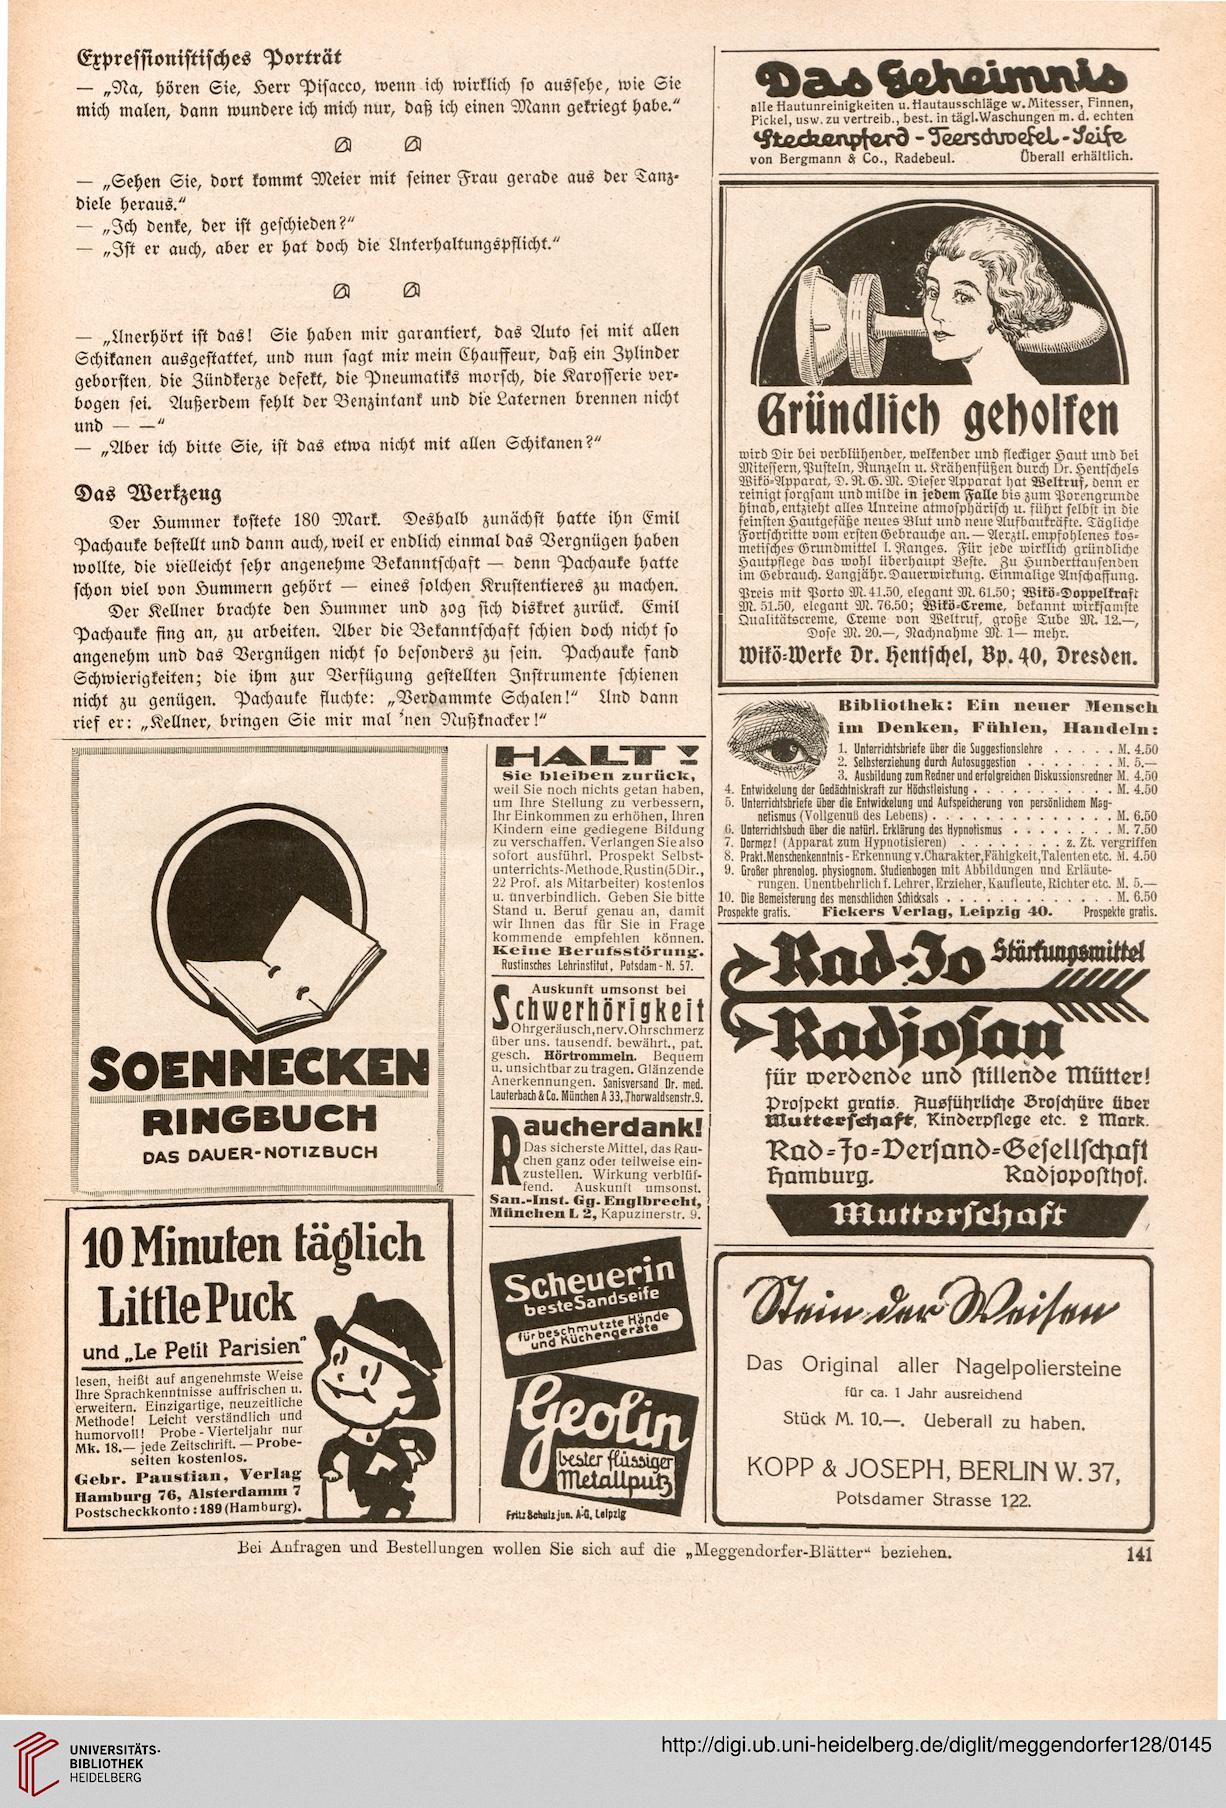 Expressionistisches Porträt
— „Na, hören Sie, Herr Pisacco, wenn ich wirklich so aussehe, wie Sie
mich malen, dann wundere ich mich nur, daß ich einen Mann gekriegt habe.“
— „Sehen Sie, dort kommt Meier mit seiner Frau gerade aus der Tanz-
diele heraus.“
— „Ich denke, der ist geschieden?“
— „Ist er auch, aber er hat doch die Unterhaltungspflicht.“
— „Unerhört ist das! Sie haben mir garantiert, das Auto sei mit allen
Schikanen ausgestattet, und nun sagt mir mein Chauffeur, daß ein Zylinder
geborsten, die Zündkerze defekt, die Pneumatiks morsch, die Karosserie ver-
bogen sei. Außerdem fehlt der Benzintank und die Laternen brennen nicht
und — —“
— „Aber ich bitte Sie, ist das etwa nicht mit allen Schikanen?“
Das Werkzeug
Der Hummer kostete 180 Mark. Deshalb zunächst hatte ihn Emil
Pachauke bestellt und dann auch, weil er endlich einmal das Vergnügen haben
wollte, die vielleicht sehr angenehme Bekanntschaft — denn Pachauke hatte
schon viel von Hummern gehört — eines solchen Krustentieres zu machen.
Der Kellner brachte den Hummer und zog sich diskret zurück. Emil
Pachauke fing an, zu arbeiten. Aber die Bekanntschaft schien doch nicht so
angenehm und das Vergnügen nicht so besonders zu sein. Pachauke fand
Schwierigkeiten; die ihm zur Verfügung gestellten Instrumente schienen
nicht zu genügen. Pachauke fluchte: „Verdammte Schalen!“ Und dann
rief er: „Kellner, bringen Sie mir mal 'nen Nußknacker!“
Das Geheimnis
alle Hautunreinigkeiten u. Hautausschläge w. Mitesser, Finnen,
Pickel, usw. zu vertreib., best. in tägl. Waschungen m. d. echten
Steckenpferd - Teerschwefel - Seife
von Bergmann & Co., Radebeul. Überall erhältlich.
Gründlich geholfen
wird Dir bei verblühender, welkender und fleckiger Haut und bei
Mitessern, Pusteln, Runzeln u. Krähenfüßen durch Dr. Hentschels
Wikö-Apparat, D. R. G. M. Dieser Apparat hat Weltruf, denn er
reinigt sorgsam und milde in jedem Falle bis zum Porengrunde
hinab, entzieht alles Unreine atmosphärisch u. führt selbst in die
feinsten Hautgefäße neues Blut und neue Aufbaukräfte. Tägliche
Fortschritte vom ersten Gebrauche an. — Aerztl. empfohlenes kos-
metisches Grundmittel I. Ranges. Für jede wirklich gründliche
Hautpflege das wohl überhaupt Beste. Zu Hunderttausenden
im Gebrauch. Langjähr. Dauerwirkung. Einmalige Anschaffung.
Preis mit Porto M. 41.50, elegant M. 61.50; Wikö-Doppelkraft
M. 51.50, elegant M. 76.50; Wikö-Creme, bekannt wirksamste
Qualitätscreme, Creme von Weltruf, große Tube M. 12.—,
Dose M. 20.—, Nachnahme M. 1— mehr.
Wikö-Werke Dr. Hentschel, Bp. 40, Dresden.
Bibliothek: Ein neuer Mensch
im Denken, Fühlen, Handeln:
1. Unterrichtsbriefe über die Suggestionslehre . . . . . M. 4.50
2. Selbsterziehung durch Autosuggestion . . . . . . . M. 5.—
3. Ausbildung zum Redner und erfolgreichen Diskussionsredner M. 4.50
4. Entwickelung der Gedächtniskraft zur Höchstleistung . . . . . . . . . . M. 4.50
5. Unterrichtsbriefe über die Entwickelung und Aufspeicherung von persönlichem Mag-
netismus (Vollgenuß des Lebens) . . . . . . . . . . . . . M. 6.50
6. Unterrichtsbuch über die natürl. Erklärung des Hypnotismus . . . . . . . M. 7.50
7. Dormez! (Apparat zum Hypnotisieren) . . . . . . . . z. Zt. vergriffen
8. Prakt. Menschenkenntnis - Erkennung v. Charakter, Fähigkeit, Talenten etc. M. 4.50
9. Großer phrenolog. physiognom. Studienbogen mit Abbildungen und Erläute-
rungen. Unentbehrlich f. Lehrer, Erzieher, Kaufleute, Richter etc. M. 5.—
10. Die Bemeisterung des menschlichen Schicksals . . . . . . . . . . . . . M. 6.50
Prospekte gratis. Fickers Verlag, Leipzig 40. Prospekte gratis.
SOENNECKEN
RINGBUCH
DAS DAUER-NOTIZBUCH
HALT!
Sie bleiben zurück,
weil Sie noch nichts getan haben,
um Ihre Stellung zu verbessern,
Ihr Einkommen zu erhöhen, Ihren
Kindern eine gediegene Bildung
zu verschaffen. Verlangen Sie also
sofort ausführl. Prospekt Selbst-
unterrichts-Methode, Rustin (5 Dir.,
22 Prof. als Mitarbeiter) kostenlos
u. unverbindlich. Geben Sie bitte
Stand u. Beruf genau an, damit
wir Ihnen das für Sie in Frage
kommende empfehlen können.
Keine Berufsstörung.
Rustinsches Lehrinstitut, Potsdam - N. 57.
Auskunft umsonst bei
Schwerhörigkeit
Ohrgeräusch, nerv. Ohrschmerz
über uns. tausendf. bewährt., pat.
gesch. Hörtrommeln. Bequem
u. unsichtbar zu tragen. Glänzende
Anerkennungen. Sanisversand Dr. med.
Lauterbach & Co. München A 33, Thorwaldsenstr. 9.
Raucherdank!
Das sicherste Mittel, das Rau-
chen ganz oder teilweise ein-
zustellen. Wirkung verblüf-
fend. Auskunft umsonst.
San.-Inst. Gg. Englbrecht,
München L 2, Kapuzinerstr. 9.
Rad-Jo Stärkungsmittel
Radjosan
für werdende und stillende Mütter!
Prospekt gratis. Ausführliche Broschüre über
Mutterschaft, Kinderpflege etc. 2 Mark.
Rad-Jo-Versand-Gesellschaft
Hamburg. Radjoposthof.
Mutterschaft
10 Minuten täglich
Little Puck
und „Le Petit Parisien“
lesen, heißt auf angenehmste Weise
Ihre Sprachkenntnisse auffrischen u.
erweitern. Einzigartige, neuzeitliche
Methode! Leicht verständlich und
humorvoll! Probe - Vierteljahr nur
Mk. 18.— jede Zeitschrift. — Probe-
seiten kostenlos.
Gebr. Paustian, Verlag
Hamburg 76, Alsterdamm 7
Postscheckkonto: 189 (Hamburg).
Scheuerin
beste Sandseife
für beschmutzte Hände
und Küchengeräte
Geolin
bester flüssiger
Metallputz
Fritz Schulz jun. A-G, Leipzig
Stein der Weisen
Das Original aller Nagelpoliersteine
für ca. 1 Jahr ausreichend
Stück M. 10.—. Ueberall zu haben.
KOPP & JOSEPH, BERLIN W. 37,
Potsdamer Strasse 122.
Bei Anfragen und Bestellungen wollen Sie sich auf die „Meggendorfer-Blätter“ beziehen.
141
UNIVERSITÄTS-
BIBLIOTHEK
HEIDELBERG
http://digi.ub.uni-heidelberg.de/diglit/meggendorfer128/0145